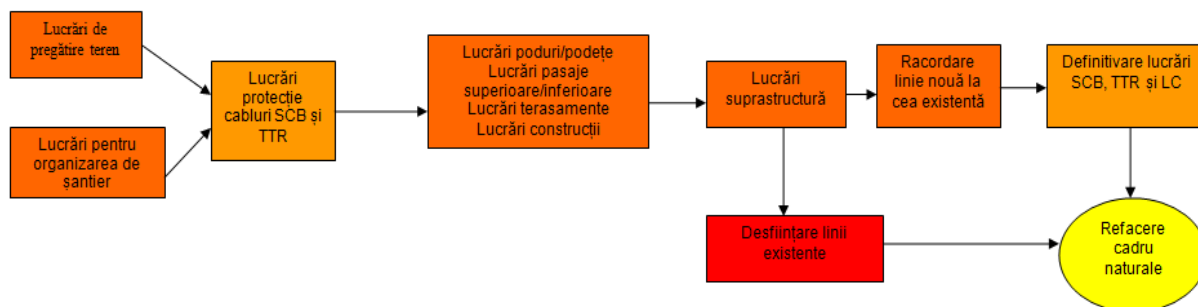 Lucrări de
pregătire teren
Lucrări pentru
organizarea de
șantier
Lucrări
protecție
cabluri SCB și
TTR
Lucrări poduri/podețe
Lucrări pasaje
superioare/inferioare
Lucrări terasamente
Lucrări construcții
Lucrări
suprastructură
Racordare
linie nouă la
cea existentă
Definitivare lucrări
SCB, TTR și LC
Desființare linii
existente
Refacere
cadru
naturale